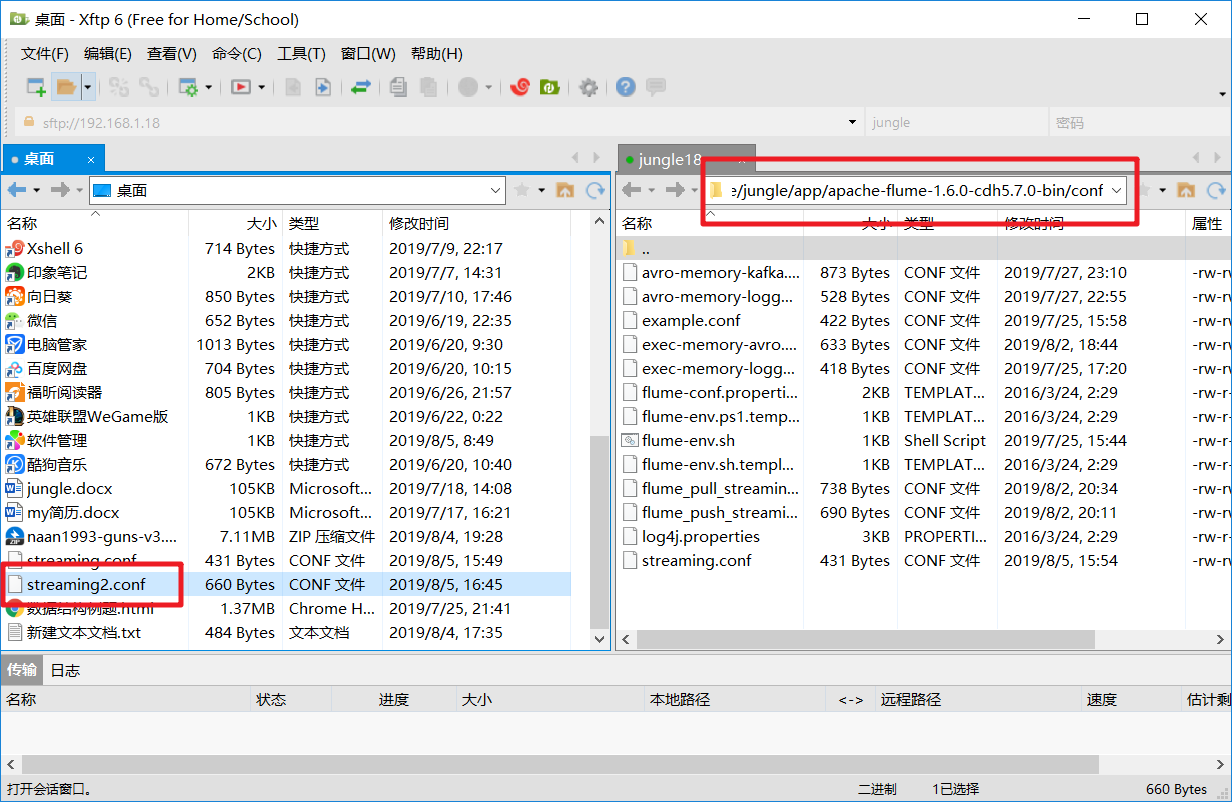 桌面 - Xftp 6 (Free for Home/School)
文件(F) 编辑(E) 查看(V) 命令(C) 工具(T) 窗口(W) 帮助(H)
sftp://192.168.1.18 jungle 密码
桌面 × jungle18
桌面 e/jungle/app/apache-flume-1.6.0-cdh5.7.0-bin/conf
名称 大小 类型 修改时间 名称 大小 类型 修改时间 属性
Xshell 6 714 Bytes 快捷方式 2019/7/9, 22:17 ..
印象笔记 2KB 快捷方式 2019/7/7, 14:31 avro-memory-kafka.... 873 Bytes CONF 文件 2019/7/27, 23:10 -rw-rw
向日葵 850 Bytes 快捷方式 2019/7/10, 17:46 avro-memory-logg... 528 Bytes CONF 文件 2019/7/27, 22:55 -rw-rw
微信 652 Bytes 快捷方式 2019/6/19, 22:35 example.conf 422 Bytes CONF 文件 2019/7/25, 15:58 -rw-rw
电脑管家 1013 Bytes 快捷方式 2019/6/20, 9:30 exec-memory-avro.... 633 Bytes CONF 文件 2019/8/2, 18:44 -rw-rw
百度网盘 704 Bytes 快捷方式 2019/6/20, 10:15 exec-memory-logg... 418 Bytes CONF 文件 2019/7/25, 17:20 -rw-rw
福昕阅读器 805 Bytes 快捷方式 2019/6/26, 21:57 flume-conf.properti... 2KB TEMPLAT... 2016/3/24, 2:29 -rw-r-
英雄联盟WeGame版 1KB 快捷方式 2019/6/22, 0:22 flume-env.ps1.temp... 1KB TEMPLAT... 2016/3/24, 2:29 -rw-r-
软件管理 1KB 快捷方式 2019/8/5, 8:49 flume-env.sh 1KB Shell Script 2019/7/25, 15:44 -rw-rw
酷狗音乐 672 Bytes 快捷方式 2019/6/20, 10:40 flume-env.sh.templ... 1KB TEMPLAT... 2016/3/24, 2:29 -rw-r-
jungle.docx 105KB Microsoft... 2019/7/18, 14:08 flume_pull_streamin... 738 Bytes CONF 文件 2019/8/2, 20:34 -rw-rw
my简历.docx 105KB Microsoft... 2019/7/17, 16:21 flume_push_streami... 690 Bytes CONF 文件 2019/8/2, 20:11 -rw-rw
naan1993-guns-v3.... 7.11MB ZIP 压缩文件 2019/8/4, 19:28 log4j.properties 3KB PROPERTI... 2016/3/24, 2:29 -rw-r-
streaming.conf 431 Bytes CONF 文件 2019/8/5, 15:49 streaming.conf 431 Bytes CONF 文件 2019/8/5, 15:54 -rw-rw
streaming2.conf 660 Bytes CONF 文件 2019/8/5, 16:45
数据结构例题.html 1.37MB Chrome H... 2019/7/25, 21:41
新建文本文档.txt 484 Bytes 文本文档 2019/8/4, 17:35
传输 日志
名称 状态 进度 大小 本地路径 <-> 远程路径 速度 估计剩
打开会话窗口。 二进制 1已选择 660 Bytes